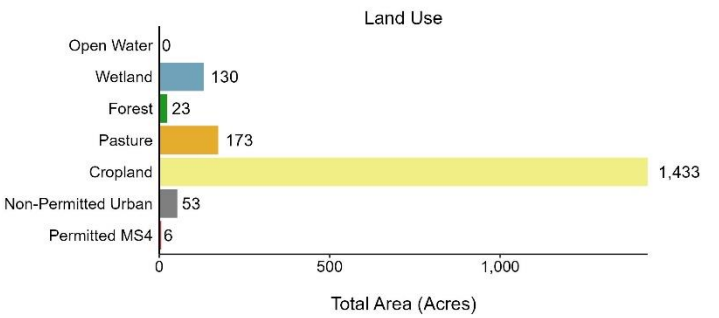 Land Use
Open Water 0
Wetland 130
Forest 23
Pasture 173
Cropland 1,433
Non-Permitted Urban 53
Permitted MS4 6
0 500 1,000
Total Area (Acres)